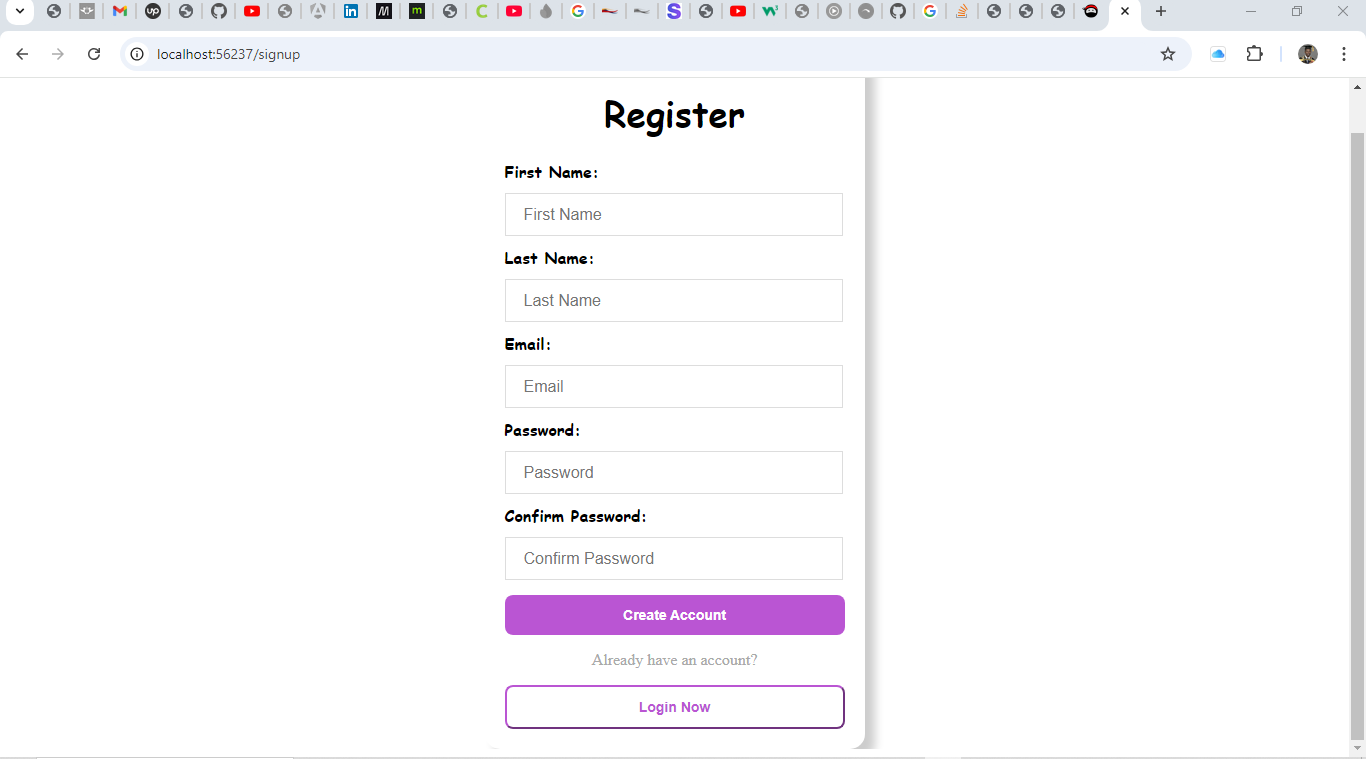 localhost:56237/signup
Register
First Name:
First Name
Last Name:
Last Name
Email:
Email
Password:
Password
Confirm Password:
Confirm Password
Create Account
Already have an account?
Login Now